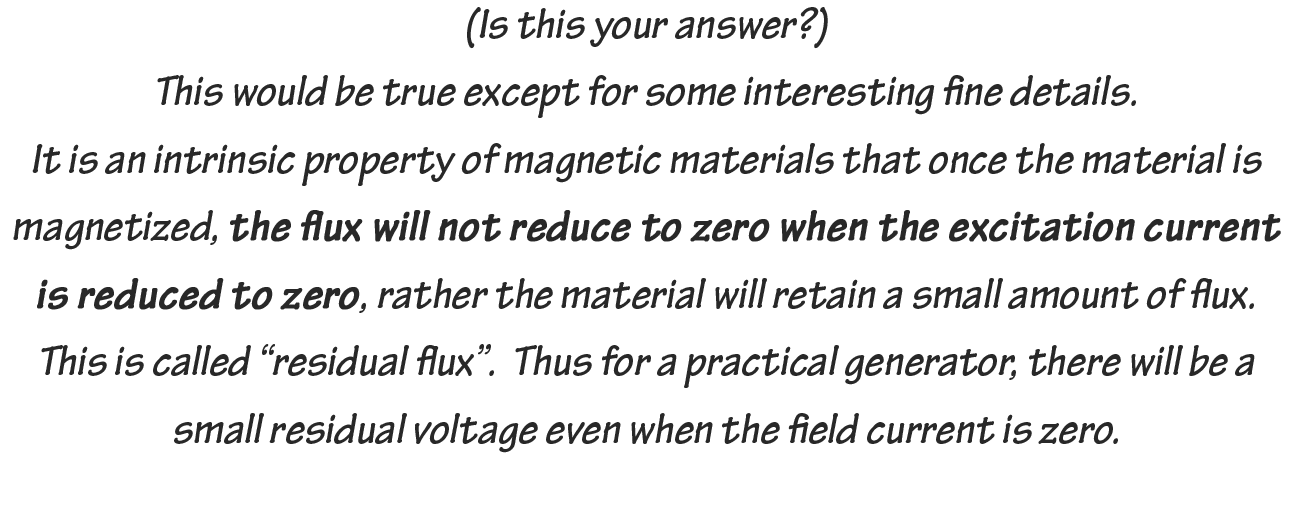 (Is this your answer?)
This would be true except for some interesting fine details.
It is an intrinsic property of magnetic materials that once the material is
magnetized, the flux will not reduce to zero when the excitation current
is reduced to zero, rather the material will retain a small amount of flux.
This is called “residual flux”.  Thus for a practical generator, there will be a
small residual voltage even when the field current is zero.